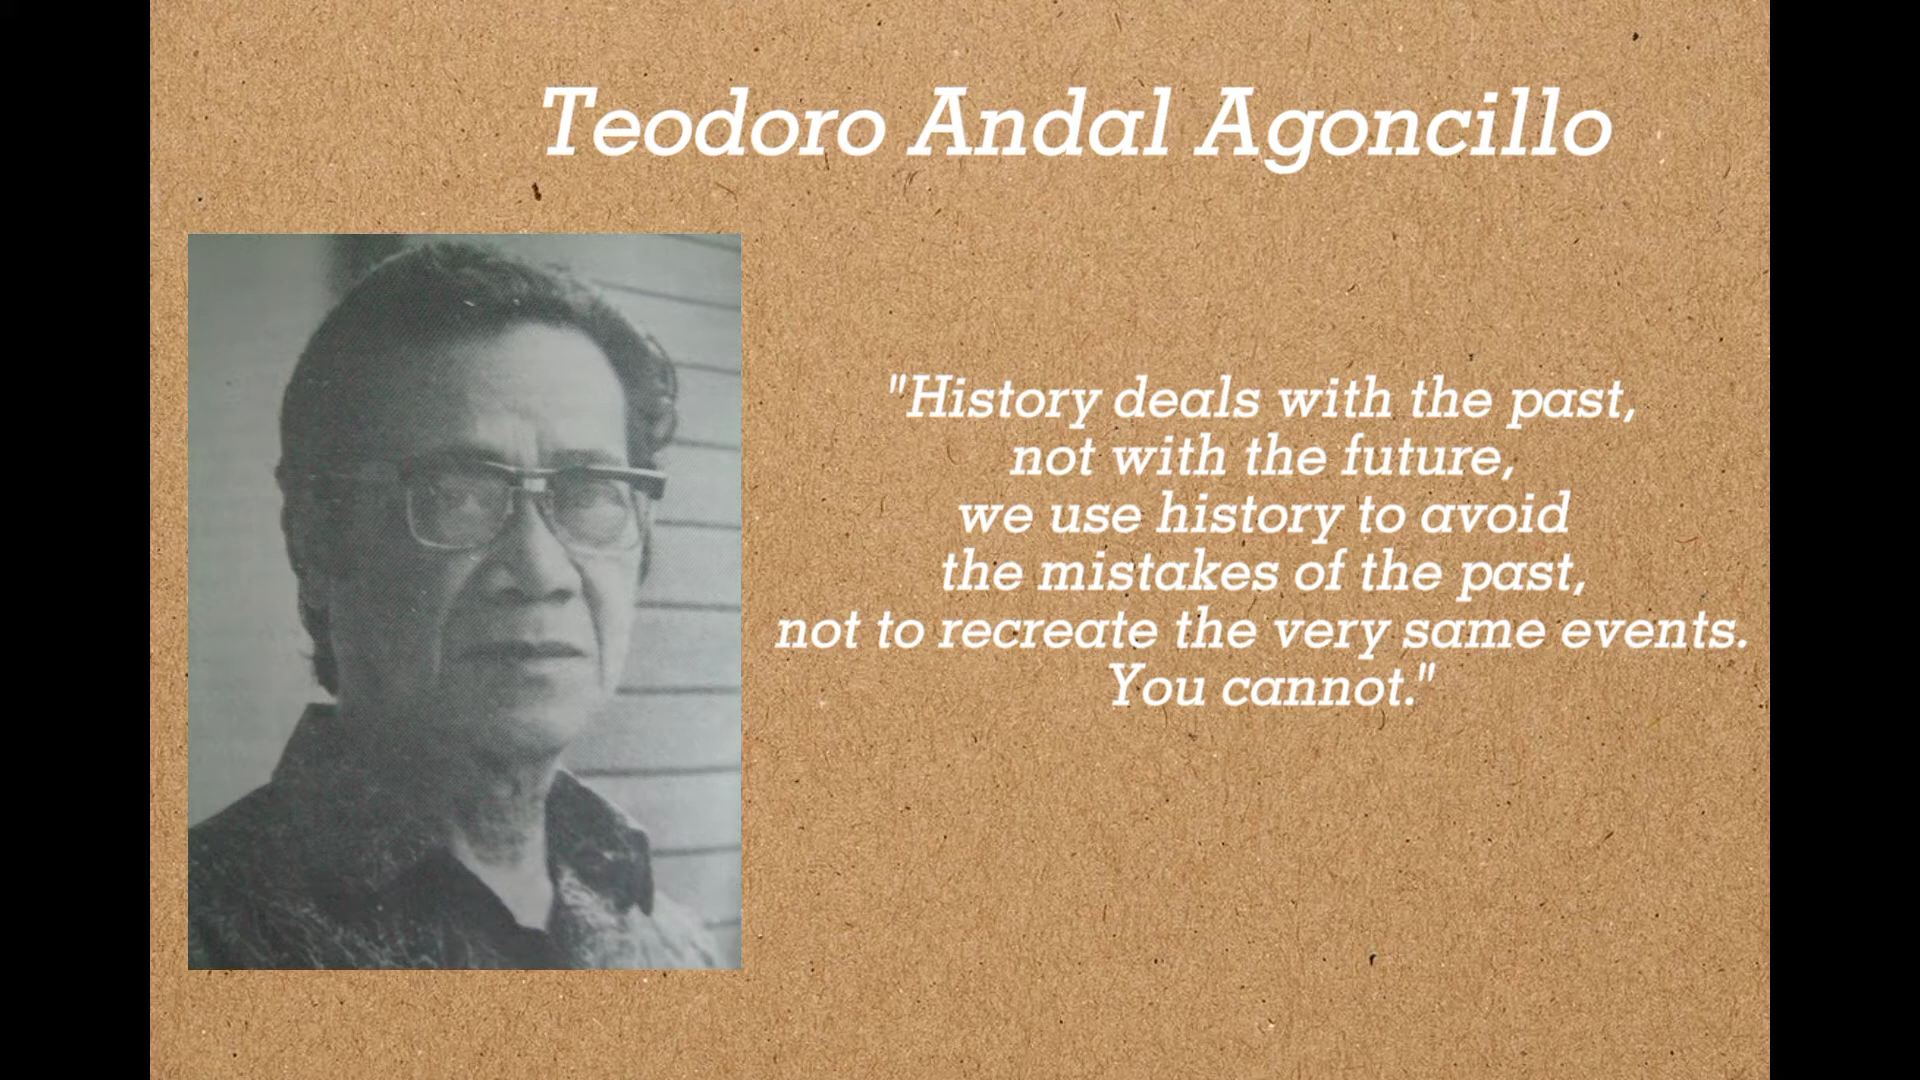 Teodoro Andal Agoncillo
"History deals with the past,
not with the future,
we use history to avoid
the mistakes of the past,
not to recreate the very same events.
You cannot."